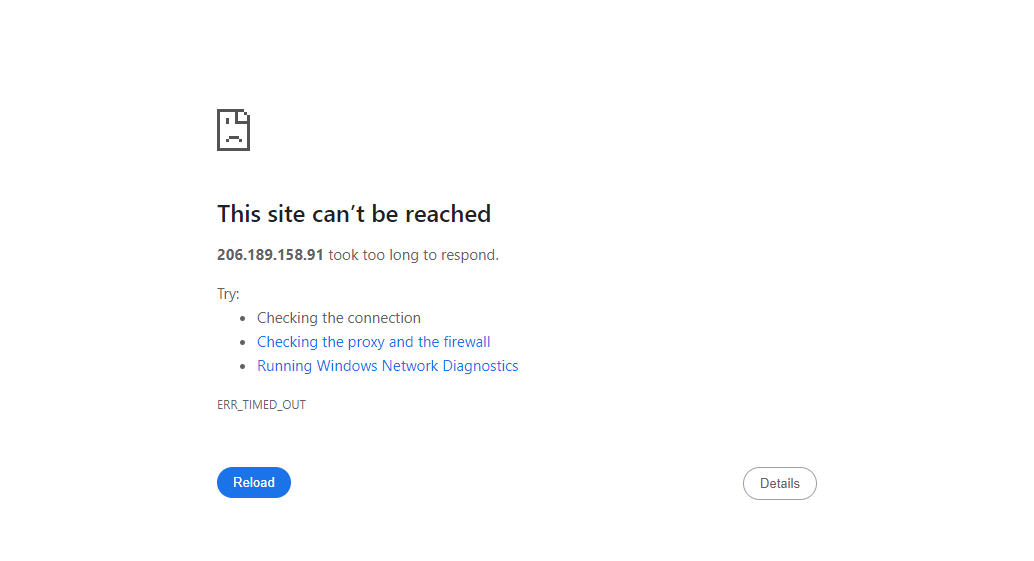 This site can’t be reached
206.189.158.91 took too long to respond.
Try:
Checking the connection
Checking the proxy and the firewall
Running Windows Network Diagnostics
ERR_TIMED_OUT
Reload
Details